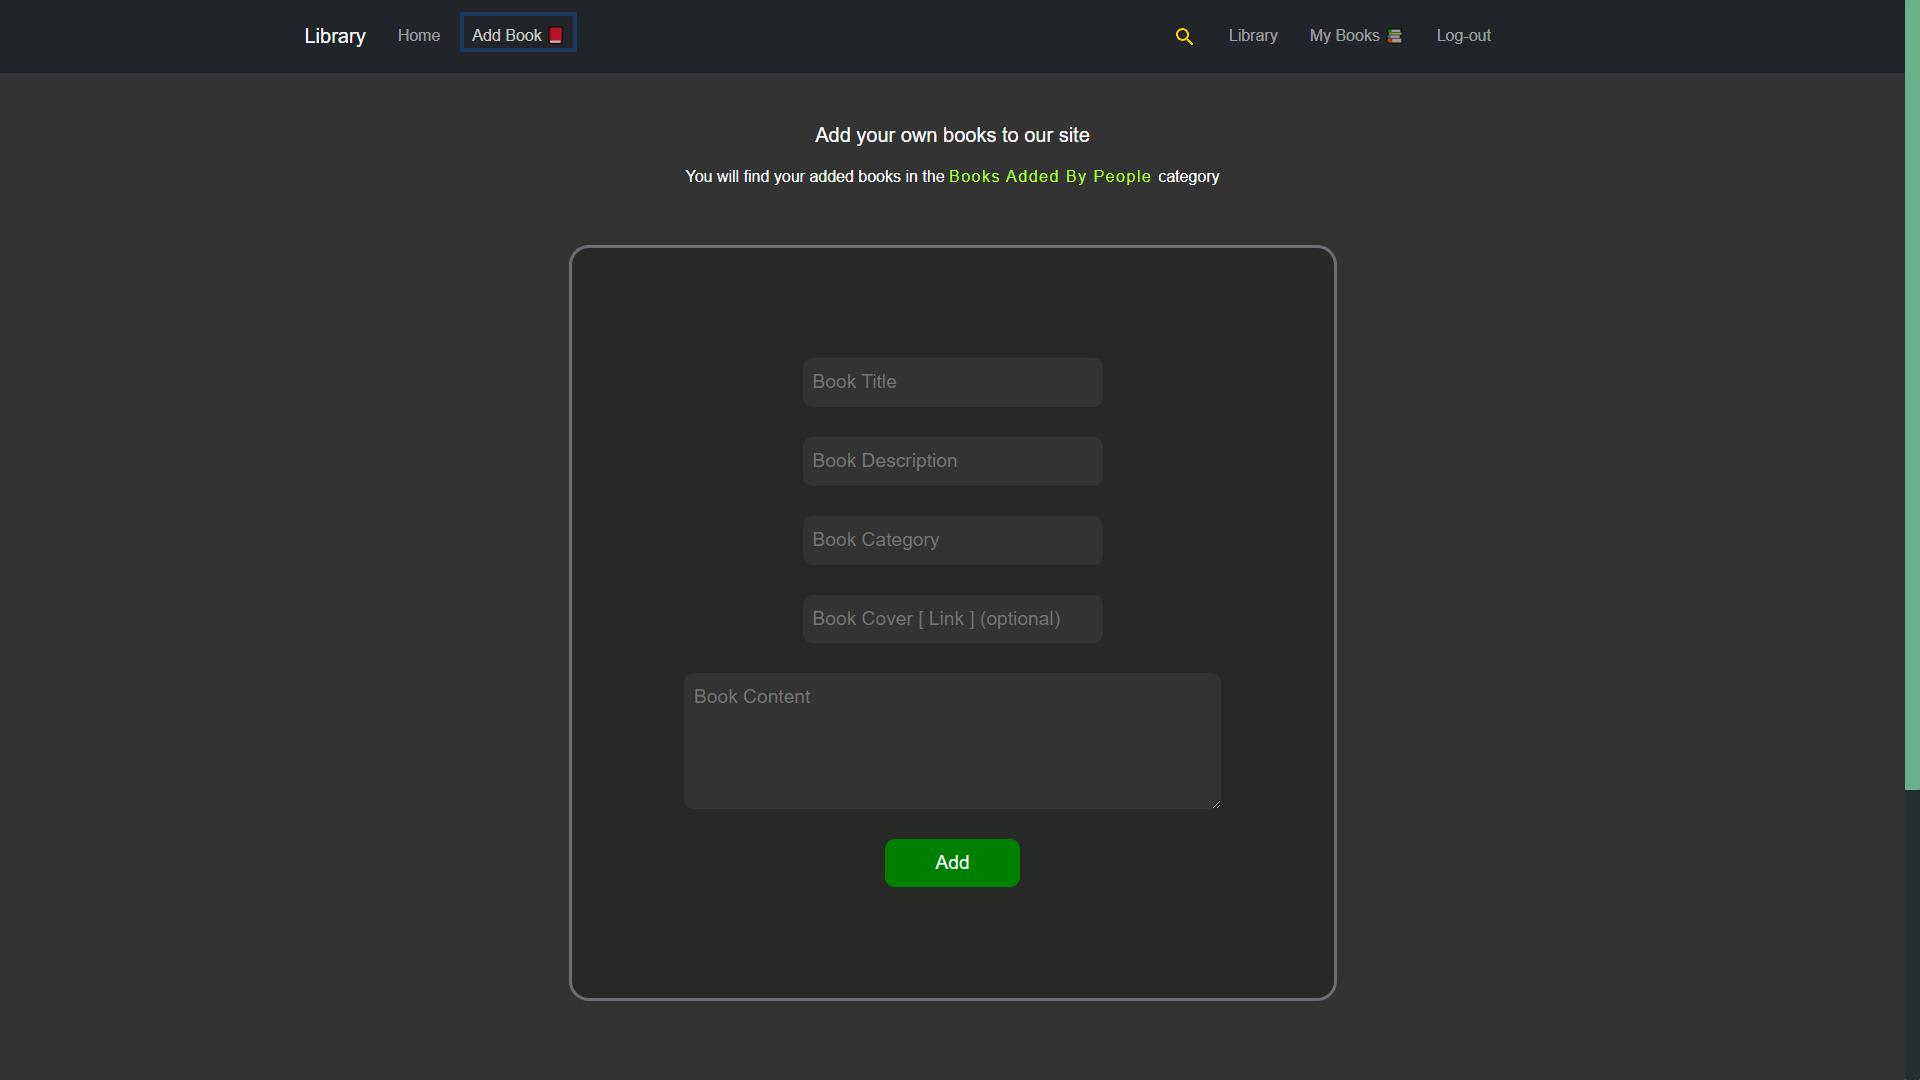 Library Home Add Book Library My Books Log-out
Add your own books to our site
You will find your added books in the Books Added By People category
Book Title
Book Description
Book Category
Book Cover [ Link ] (optional)
Book Content
Add